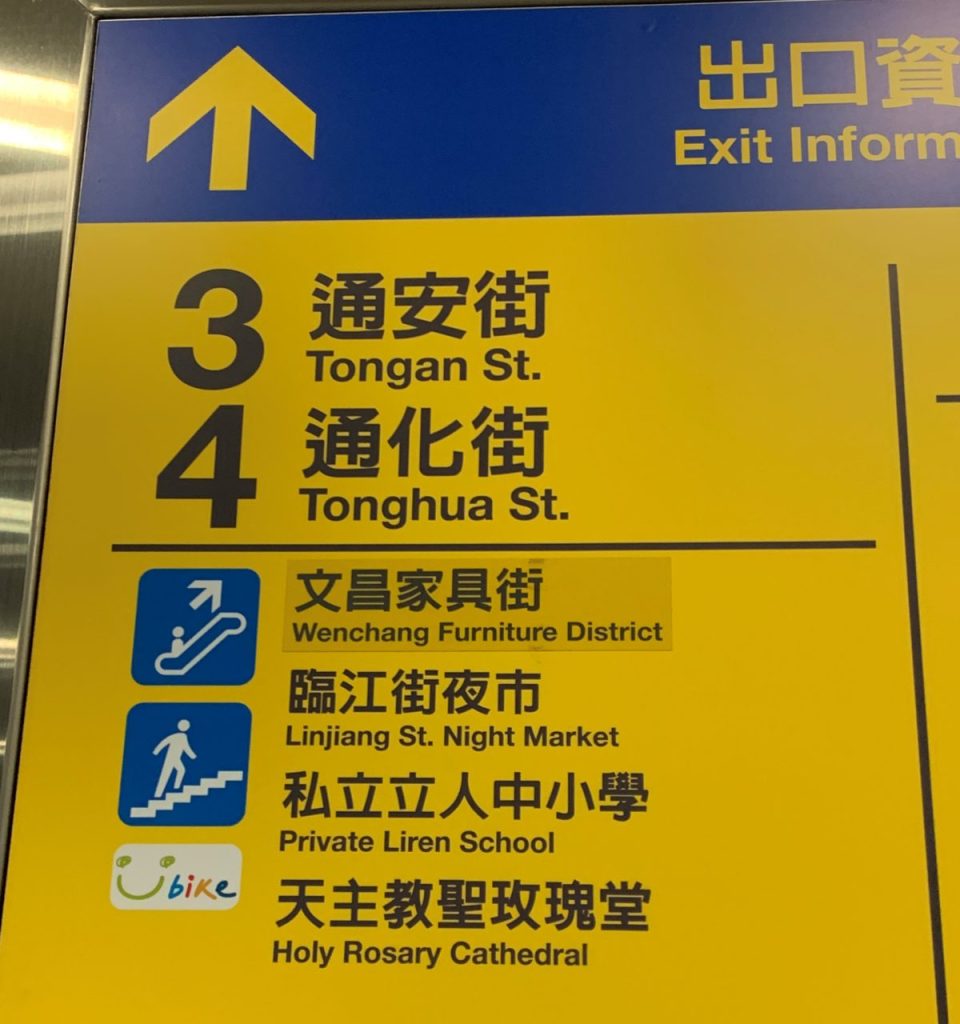 出口資
Exit Inform
3 通安街
Tongan St.
4 通化街
Tonghua St.
文昌家具街
Wenchang Furniture District
臨江街夜市
Linjiang St. Night Market
私立立人中小學
Private Liren School
Ubike
天主教聖玫瑰堂
Holy Rosary Cathedral